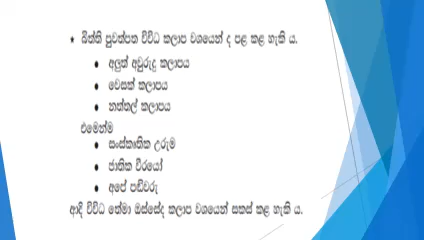 ★ බිත්ති පුවත්පත විවිධ කලාප වශයෙන් ද පළ කළ හැකි ය.
• අලුත් අවුරුදු කලාපය
• වෙසක් කලාපය
• නත්තල් කලාපය
එමෙන්ම
• සංස්කෘතික උරුම
• ජාතික වීරයෝ
• අපේ පඬිවරු
ආදි විවිධ තේමා ඔස්සේද කලාප වශයෙන් සකස් කළ හැකි ය.